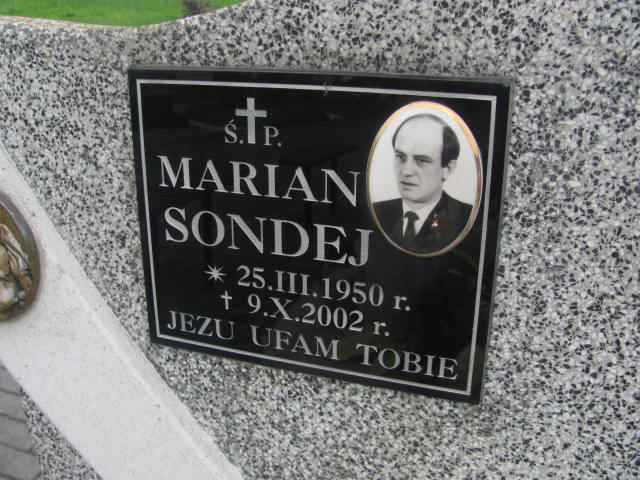 Ś. P.
MARIAN
SONDEJ
✶ 25.III.1950 r.
✝ 9.X.2002 r.
JEZU UFAM TOBIE